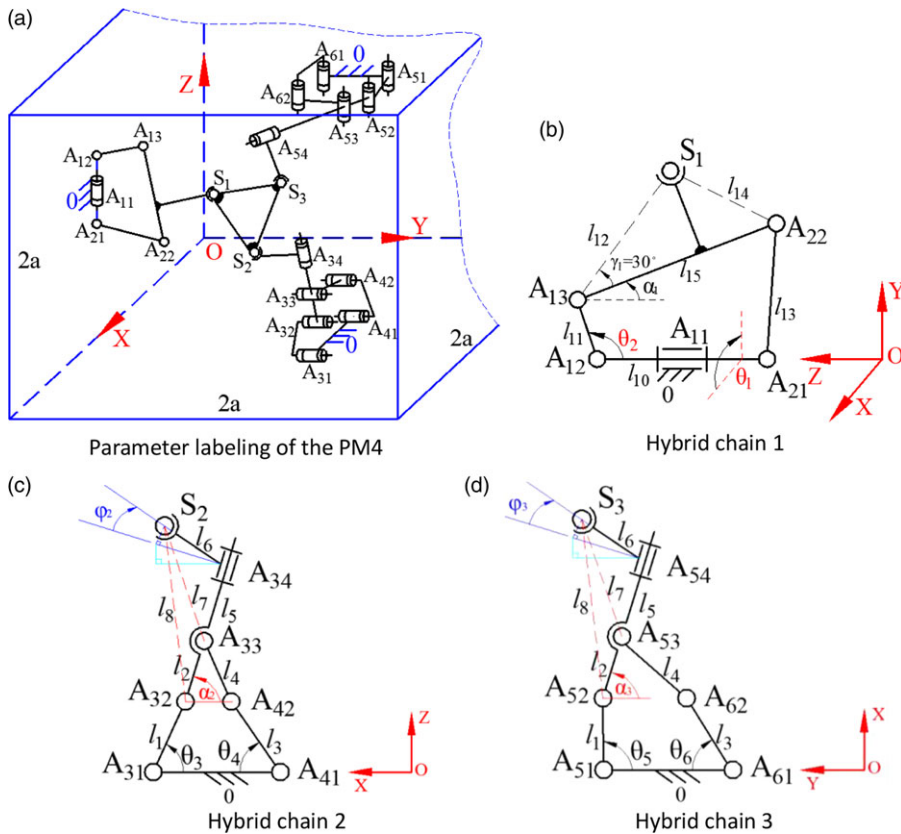 (a)
A61
0
A51
Z
A62
A13
A53
A52
A12
A54
A11
S1
S3
0
A21
A22
O
Y
S2
A34
A42
2a
A33
X
A32
A41
0
2a
A31
2a
Parameter labeling of the PM4
(b)
S1
l14
l12
A22
γ1=30°
l15
A13
α1
l13
Y
l11
θ2
A11
A12
l10
θ1
Z
O
0
A21
X
Hybrid chain 1
(c)
φ2
S2
l6
A34
l7
l8
l5
A33
l2
l4
A32
α2
A42
Z
l1
l3
θ3
θ4
A31
A41
X
O
0
Hybrid chain 2
(d)
φ3
S3
l6
A54
l7
l8
l5
A53
l2
l4
A52
α3
A62
X
l1
l3
θ5
θ6
A51
A61
Y
O
0
Hybrid chain 3